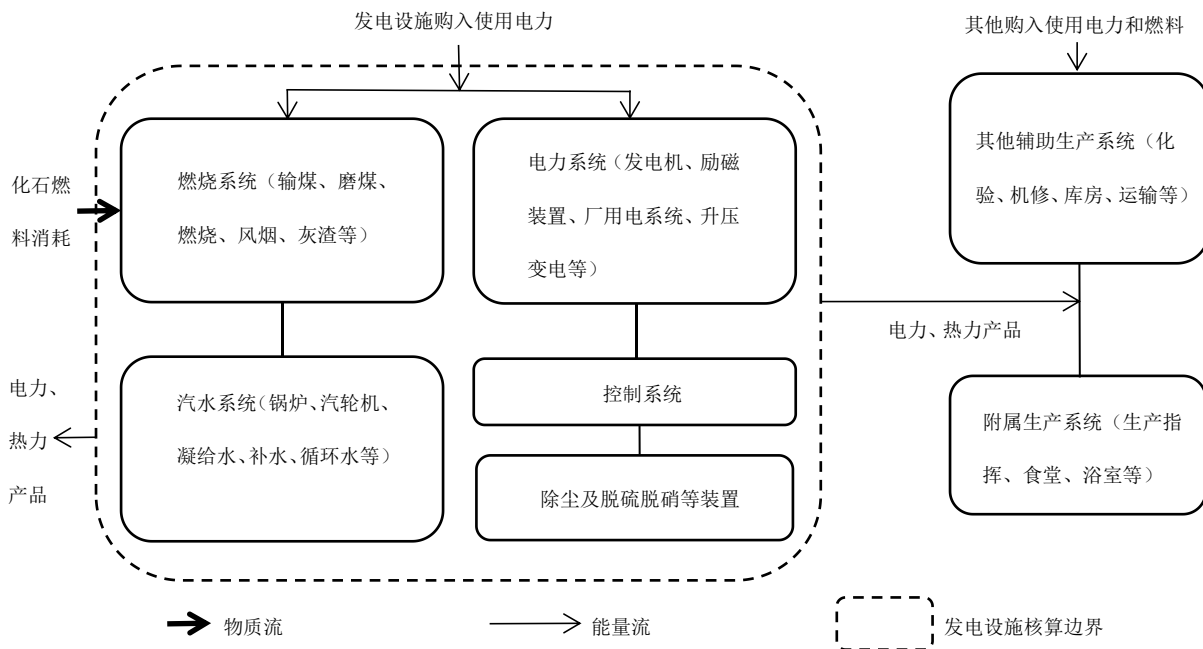 发电设施购入使用电力
其他购入使用电力和燃料
化石燃
料消耗
燃烧系统（输煤、磨煤、
燃烧、风烟、灰渣等）
电力系统（发电机、励磁
装置、厂用电系统、升压
变电等）
其他辅助生产系统（化
验、机修、库房、运输等）
电力、热力产品
电力、
热力
产品
汽水系统（锅炉、汽轮机、
凝给水、补水、循环水等）
控制系统
除尘及脱硫脱硝等装置
附属生产系统（生产指
挥、食堂、浴室等）
物质流
能量流
发电设施核算边界